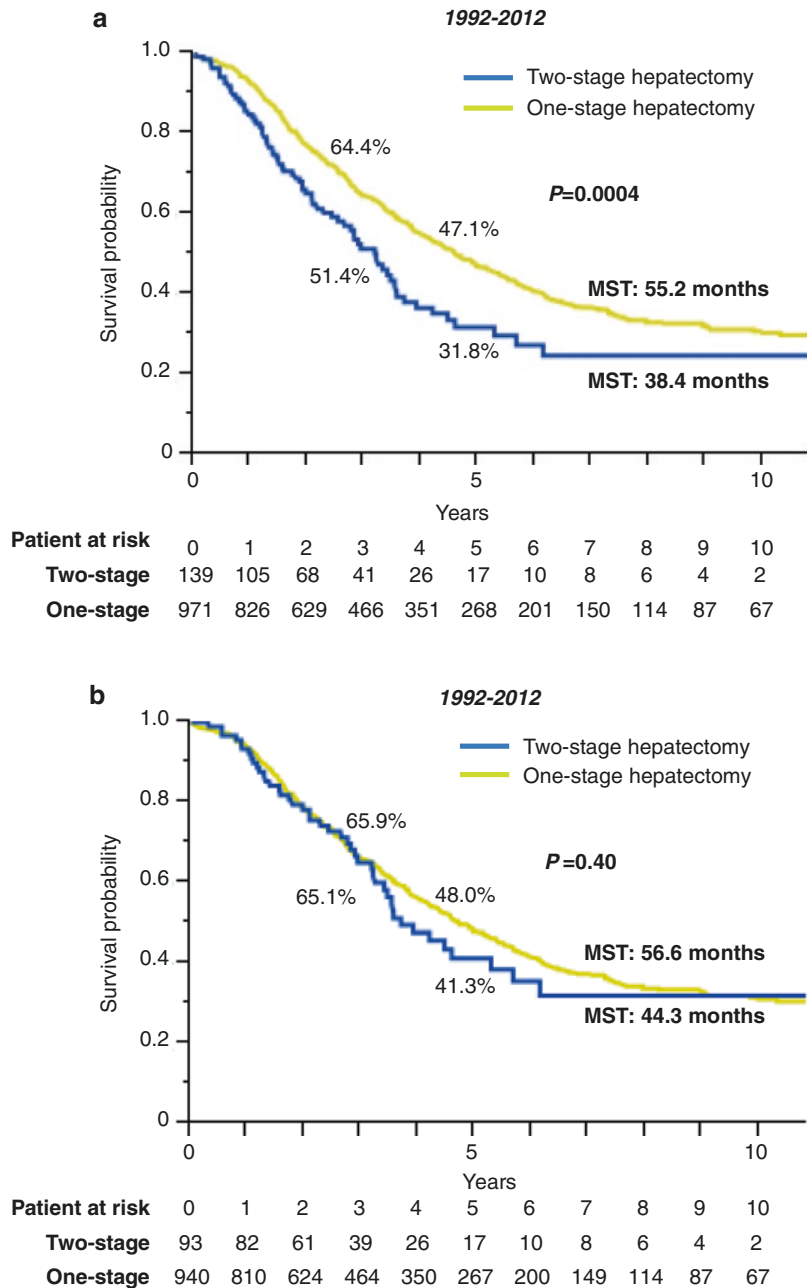 a
1992-2012
1.0
0.8
0.6
0.4
0.2
0
Survival probability
Two-stage hepatectomy
One-stage hepatectomy
64.4%
P=0.0004
47.1%
51.4%
MST: 55.2 months
31.8%
MST: 38.4 months
0 5 10
Years
Patient at risk 0 1 2 3 4 5 6 7 8 9 10
Two-stage 139 105 68 41 26 17 10 8 6 4 2
One-stage 971 826 629 466 351 268 201 150 114 87 67
b
1992-2012
1.0
0.8
0.6
0.4
0.2
0
Survival probability
Two-stage hepatectomy
One-stage hepatectomy
65.9%
P=0.40
65.1%
48.0%
MST: 56.6 months
41.3%
MST: 44.3 months
0 5 10
Years
Patient at risk 0 1 2 3 4 5 6 7 8 9 10
Two-stage 93 82 61 39 26 17 10 8 6 4 2
One-stage 940 810 624 464 350 267 200 149 114 87 67